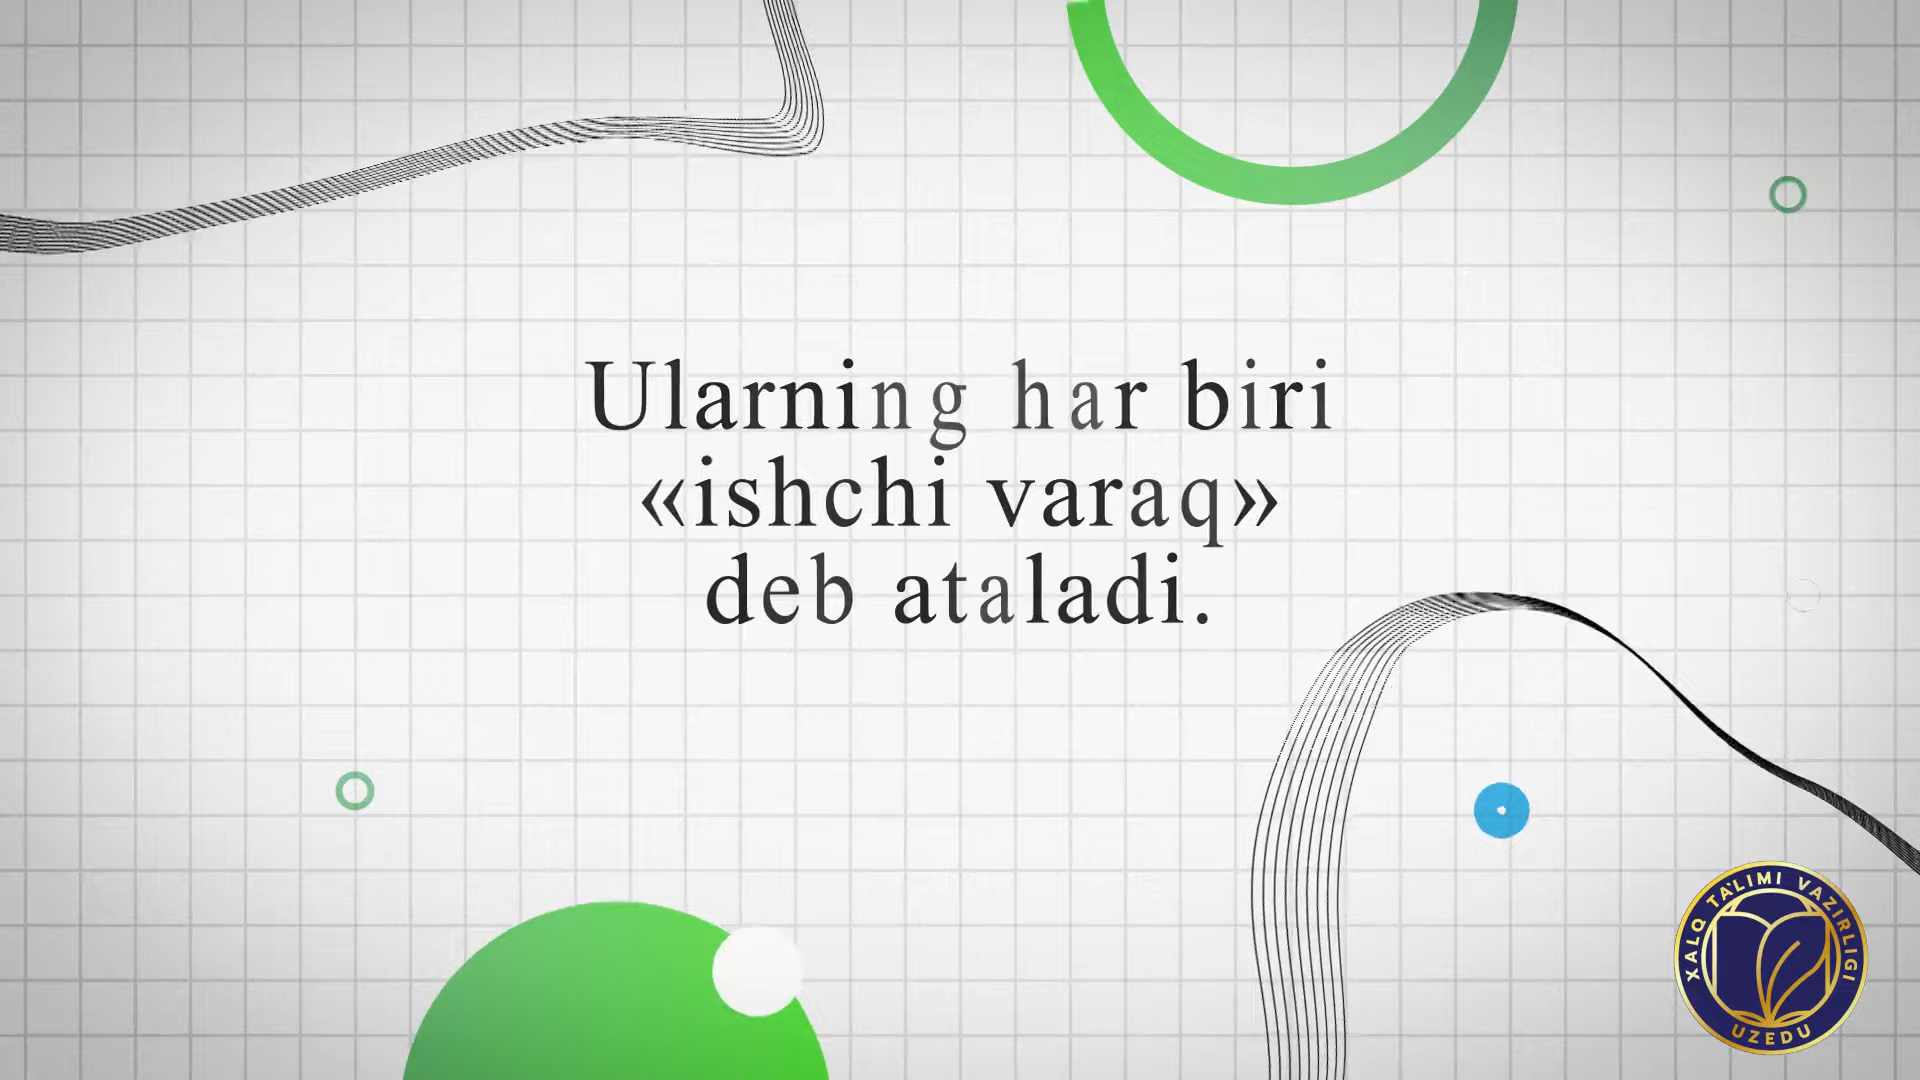 Ularning har biri
«ishchi varaq»
deb ataladi.
XALQ TA'LIMI VAZIRLIGI
UZEDU